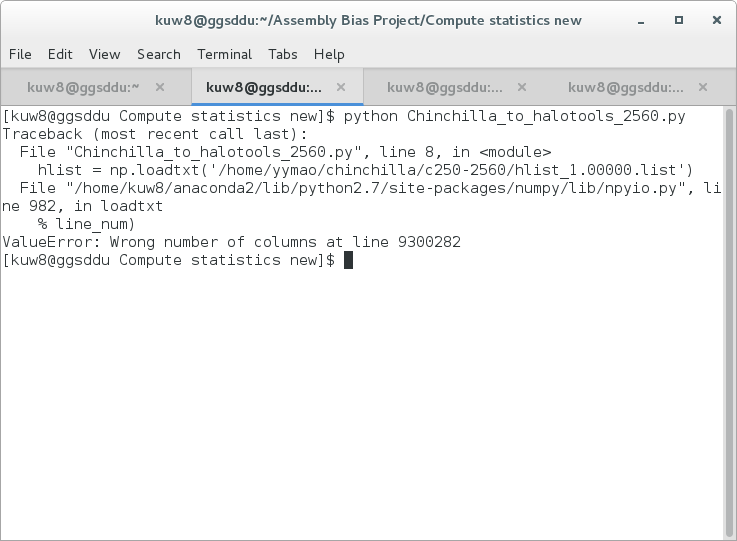 kuw8@ggsddu:~/Assembly Bias Project/Compute statistics new
File Edit View Search Terminal Tabs Help
kuw8@ggsddu:~ × kuw8@ggsddu:... × kuw8@ggsddu:... × kuw8@ggsddu:... ×
[kuw8@ggsddu Compute statistics new]$ python Chinchilla_to_halotools_2560.py
Traceback (most recent call last):
  File "Chinchilla_to_halotools_2560.py", line 8, in <module>
    hlist = np.loadtxt('/home/yymao/chinchilla/c250-2560/hlist_1.00000.list')
  File "/home/kuw8/anaconda2/lib/python2.7/site-packages/numpy/lib/npyio.py", li
ne 982, in loadtxt
    % line_num)
ValueError: Wrong number of columns at line 9300282
[kuw8@ggsddu Compute statistics new]$